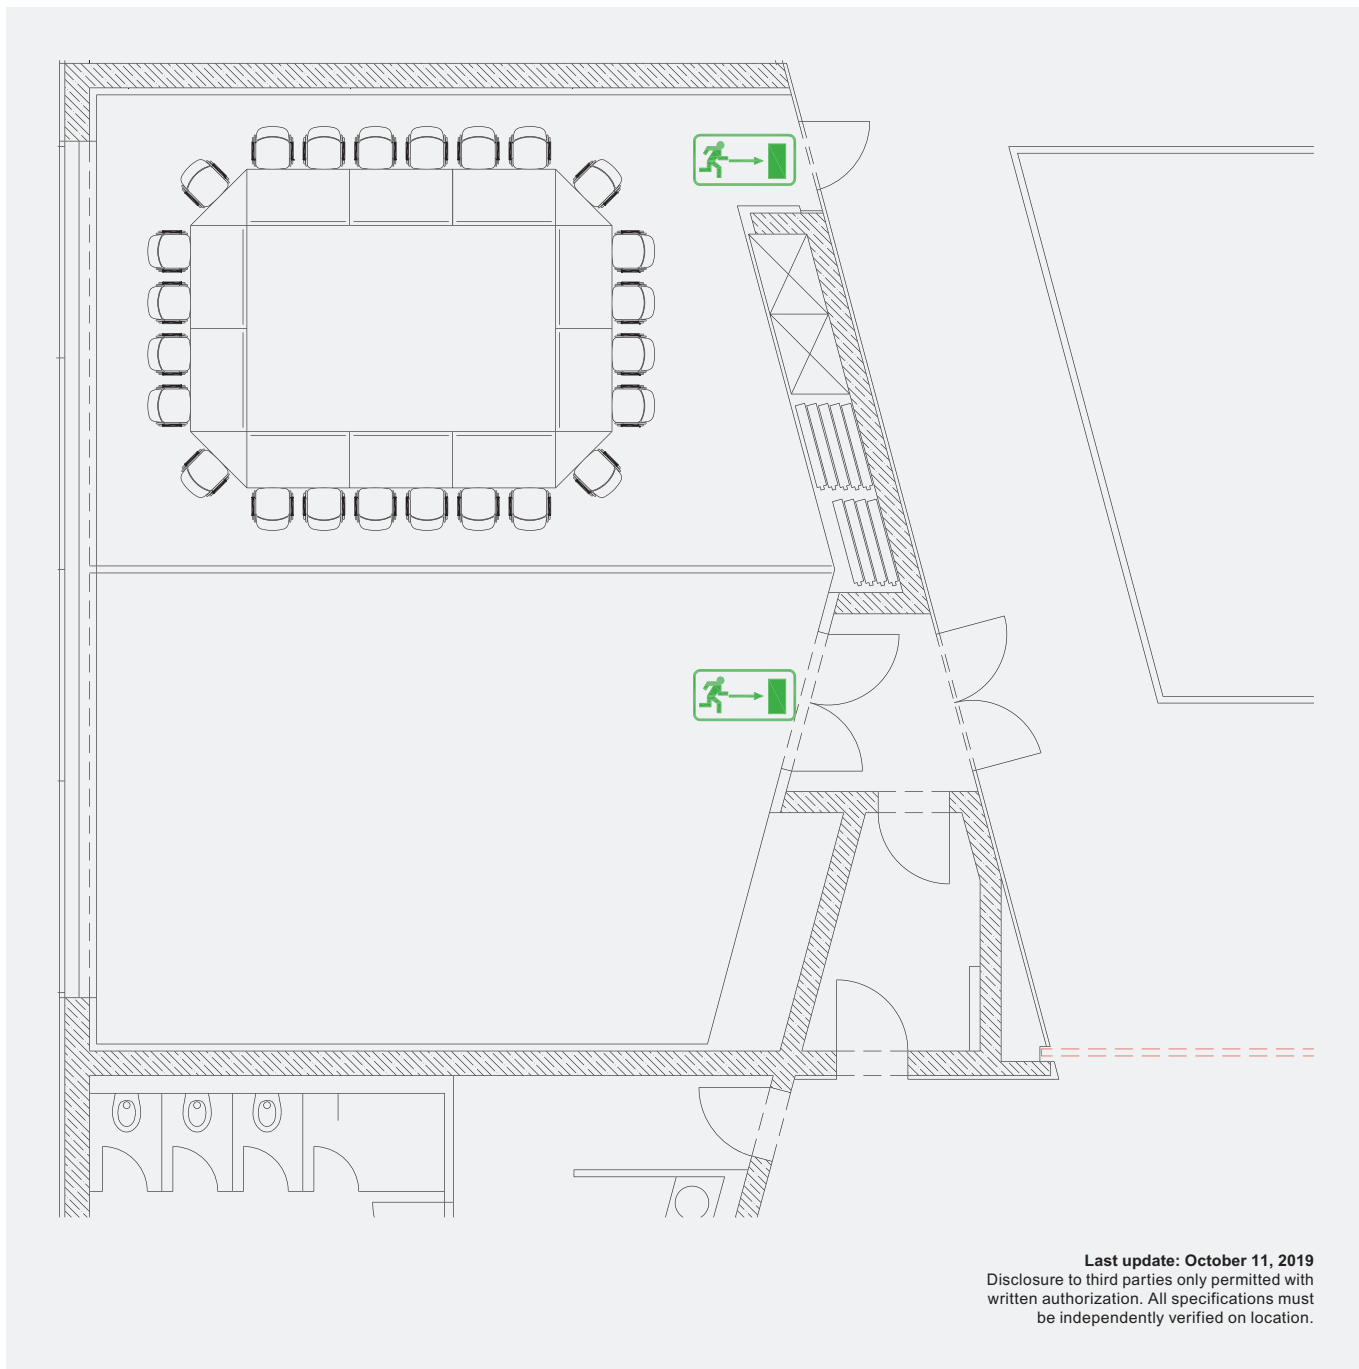 Last update: October 11, 2019
Disclosure to third parties only permitted with
written authorization. All specifications must
be independently verified on location.